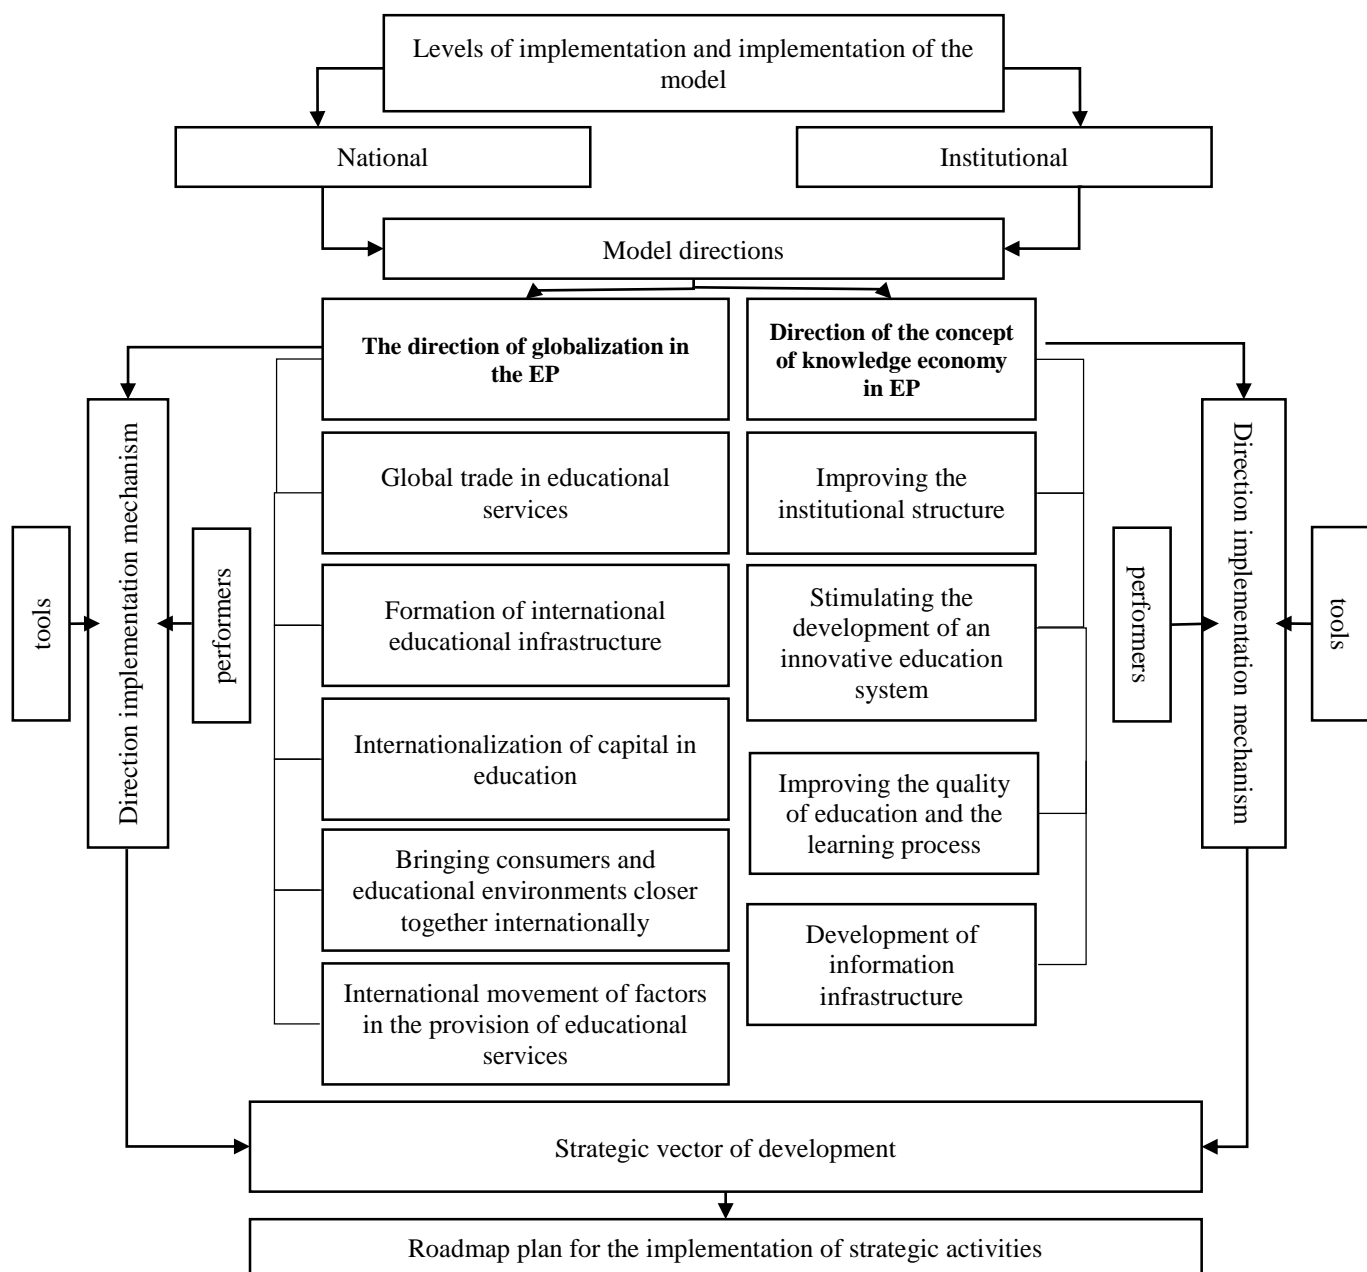 Levels of implementation and implementation of the
model
National
Institutional
Model directions
The direction of globalization in
the EP
Direction of the concept
of knowledge economy
in EP
Global trade in educational
services
Improving the
institutional structure
Formation of international
educational infrastructure
Stimulating the
development of an
innovative education
system
Internationalization of capital in
education
Improving the quality
of education and the
learning process
Bringing consumers and
educational environments closer
together internationally
Development of
information
infrastructure
International movement of factors
in the provision of educational
services
tools
Direction implementation mechanism
performers
performers
Direction implementation mechanism
tools
Strategic vector of development
Roadmap plan for the implementation of strategic activities